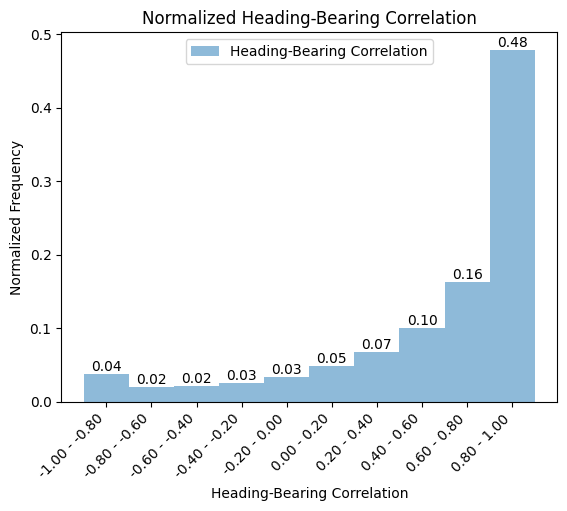 Normalized Heading-Bearing Correlation
Heading-Bearing Correlation
Normalized Frequency
0.5
0.4
0.3
0.2
0.1
0.0
0.04
0.02
0.02
0.03
0.03
0.05
0.07
0.10
0.16
0.48
-1.00 - -0.80
-0.80 - -0.60
-0.60 - -0.40
-0.40 - -0.20
-0.20 - 0.00
0.00 - 0.20
0.20 - 0.40
0.40 - 0.60
0.60 - 0.80
0.80 - 1.00
Heading-Bearing Correlation